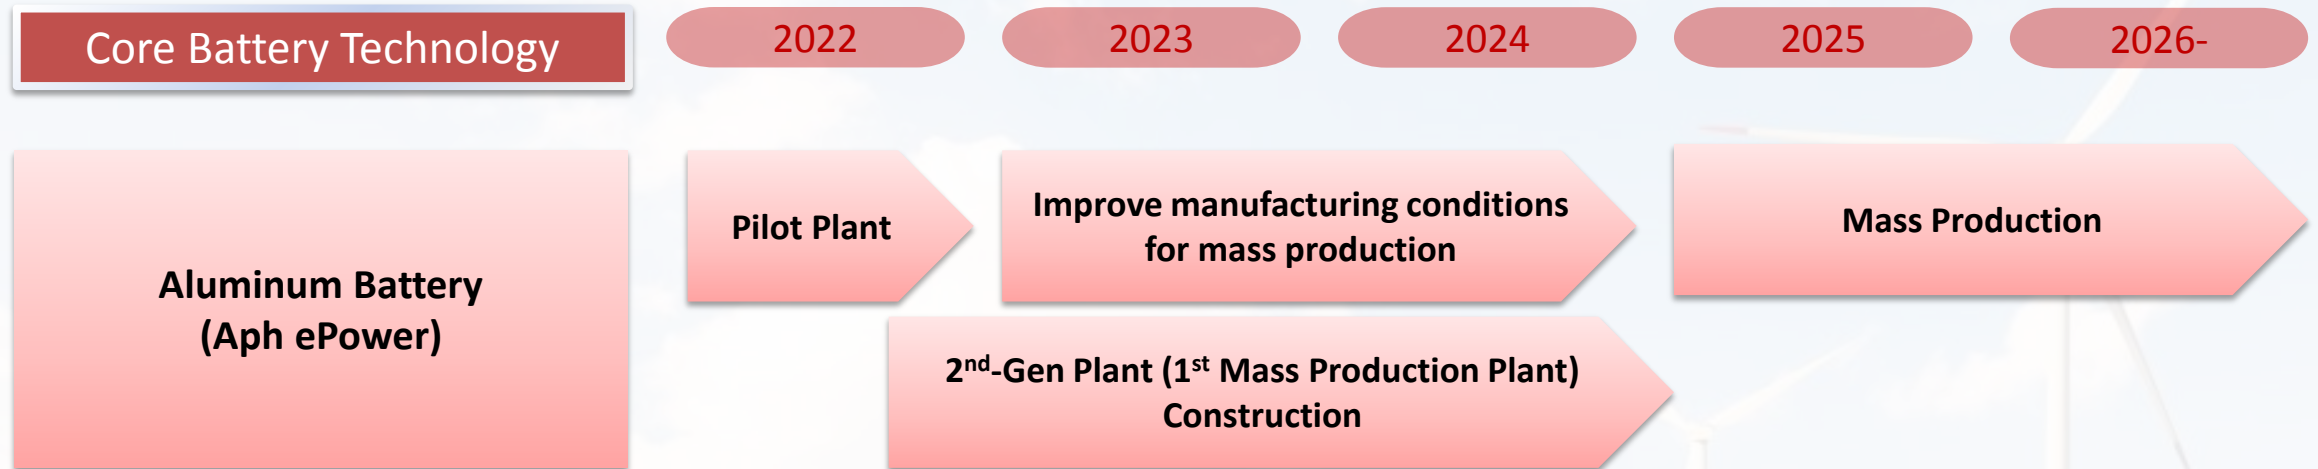 Core Battery Technology
2022
2023
2024
2025
2026-
Aluminum Battery
(Aph ePower)
Pilot Plant
Improve manufacturing conditions
for mass production
Mass Production
2nd-Gen Plant (1st Mass Production Plant)
Construction